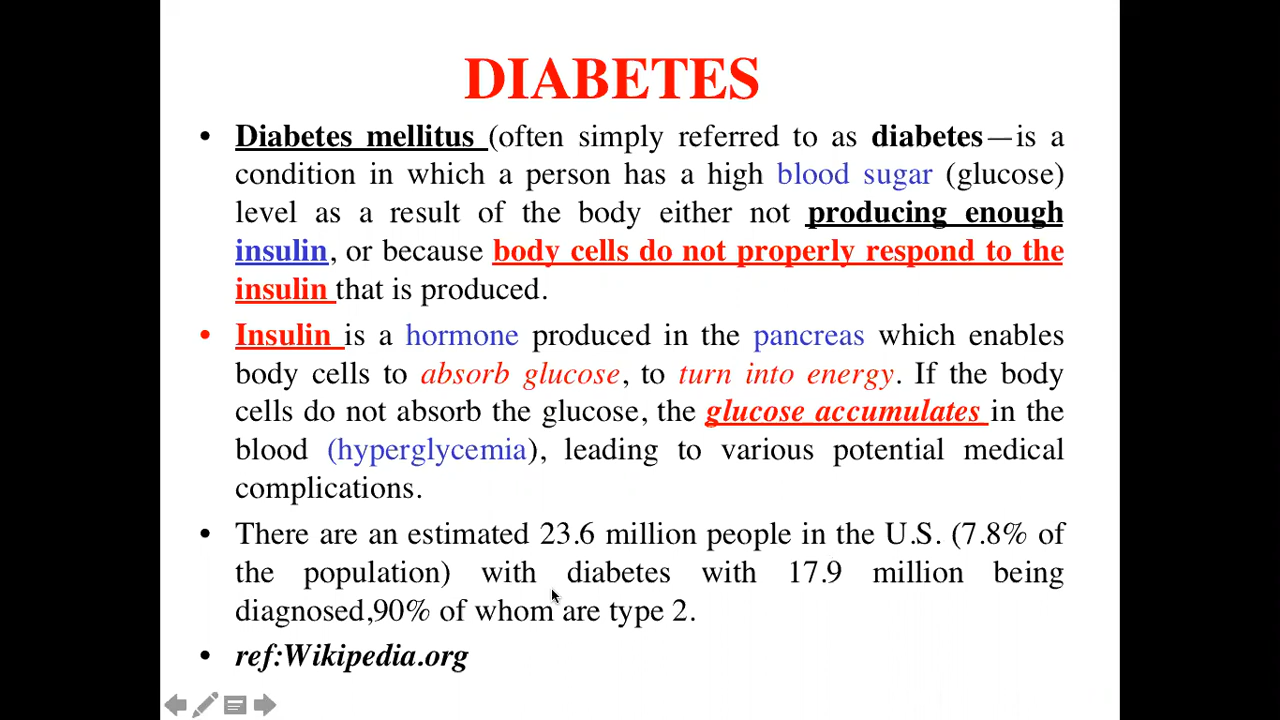 DIABETES
• Diabetes mellitus (often simply referred to as diabetes—is a
condition in which a person has a high blood sugar (glucose)
level as a result of the body either not producing enough
insulin, or because body cells do not properly respond to the
insulin that is produced.
• Insulin is a hormone produced in the pancreas which enables
body cells to absorb glucose, to turn into energy. If the body
cells do not absorb the glucose, the glucose accumulates in the
blood (hyperglycemia), leading to various potential medical
complications.
• There are an estimated 23.6 million people in the U.S. (7.8% of
the population) with diabetes with 17.9 million being
diagnosed,90% of whom are type 2.
• ref:Wikipedia.org